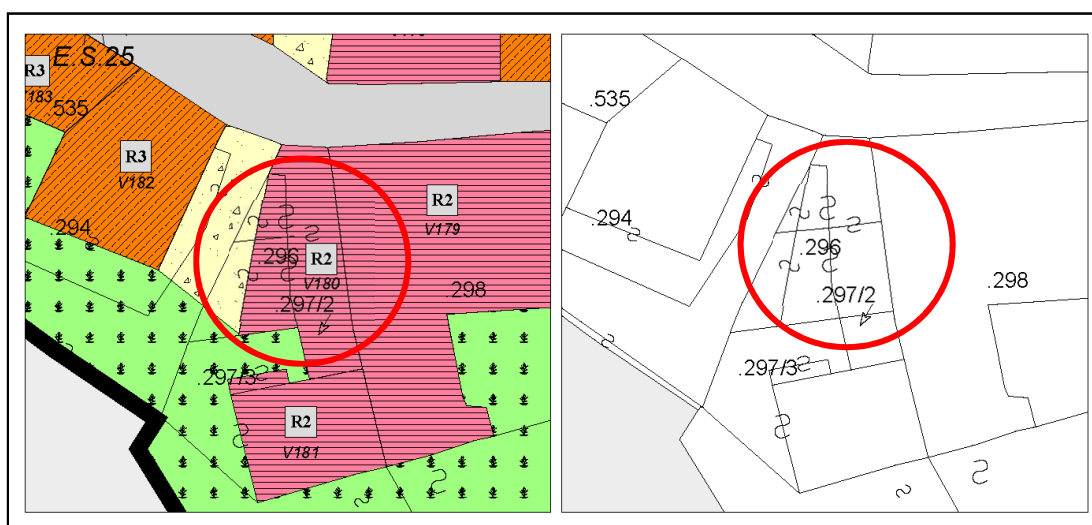 E.S.25
R3
183
.535
R3
V182
.294
R2
V179
.296
R2
V180
.297/2
.298
.297/3
R2
V181
.535
.294
.296
.297/2
.298
.297/3